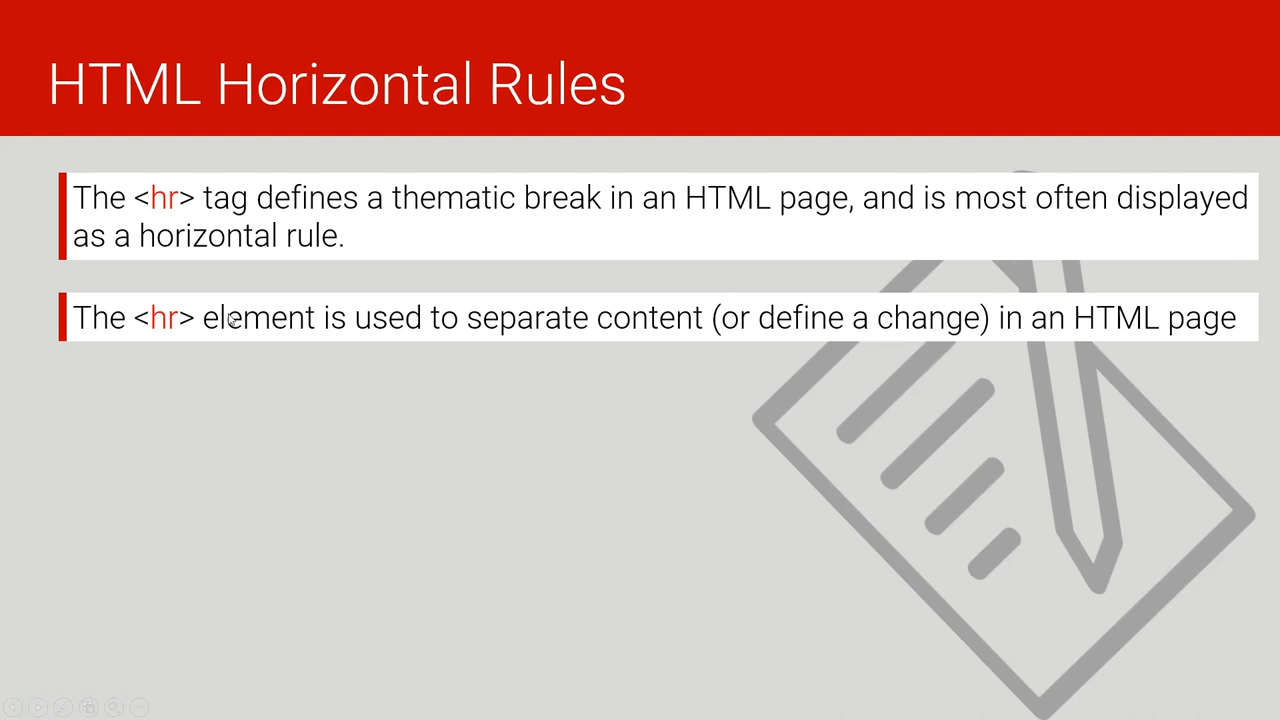 HTML Horizontal Rules
The <hr> tag defines a thematic break in an HTML page, and is most often displayed
as a horizontal rule.
The <hr> element is used to separate content (or define a change) in an HTML page